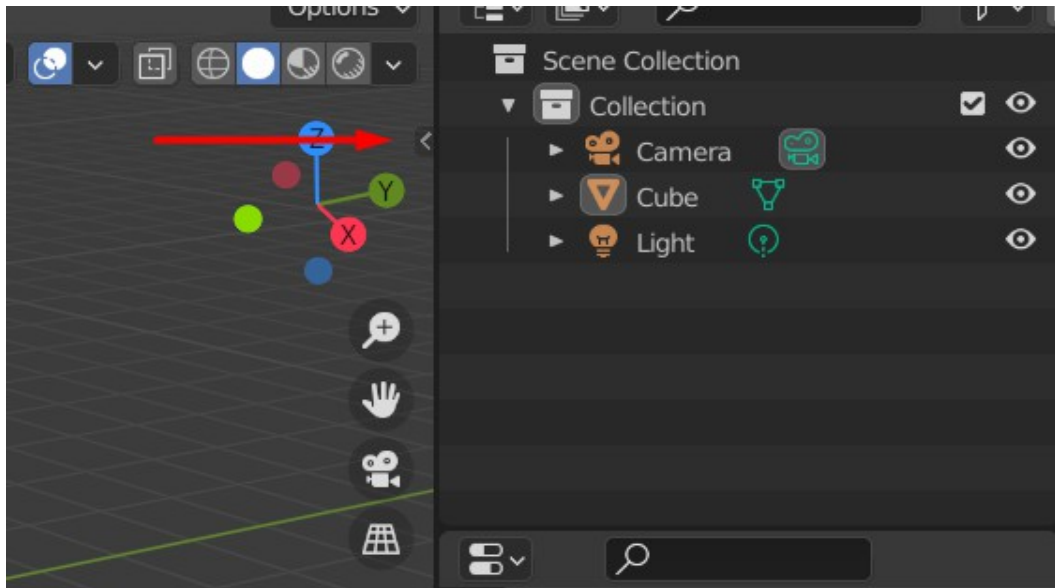 Options
Scene Collection
Collection
Camera
Cube
Light
Z
Y
X